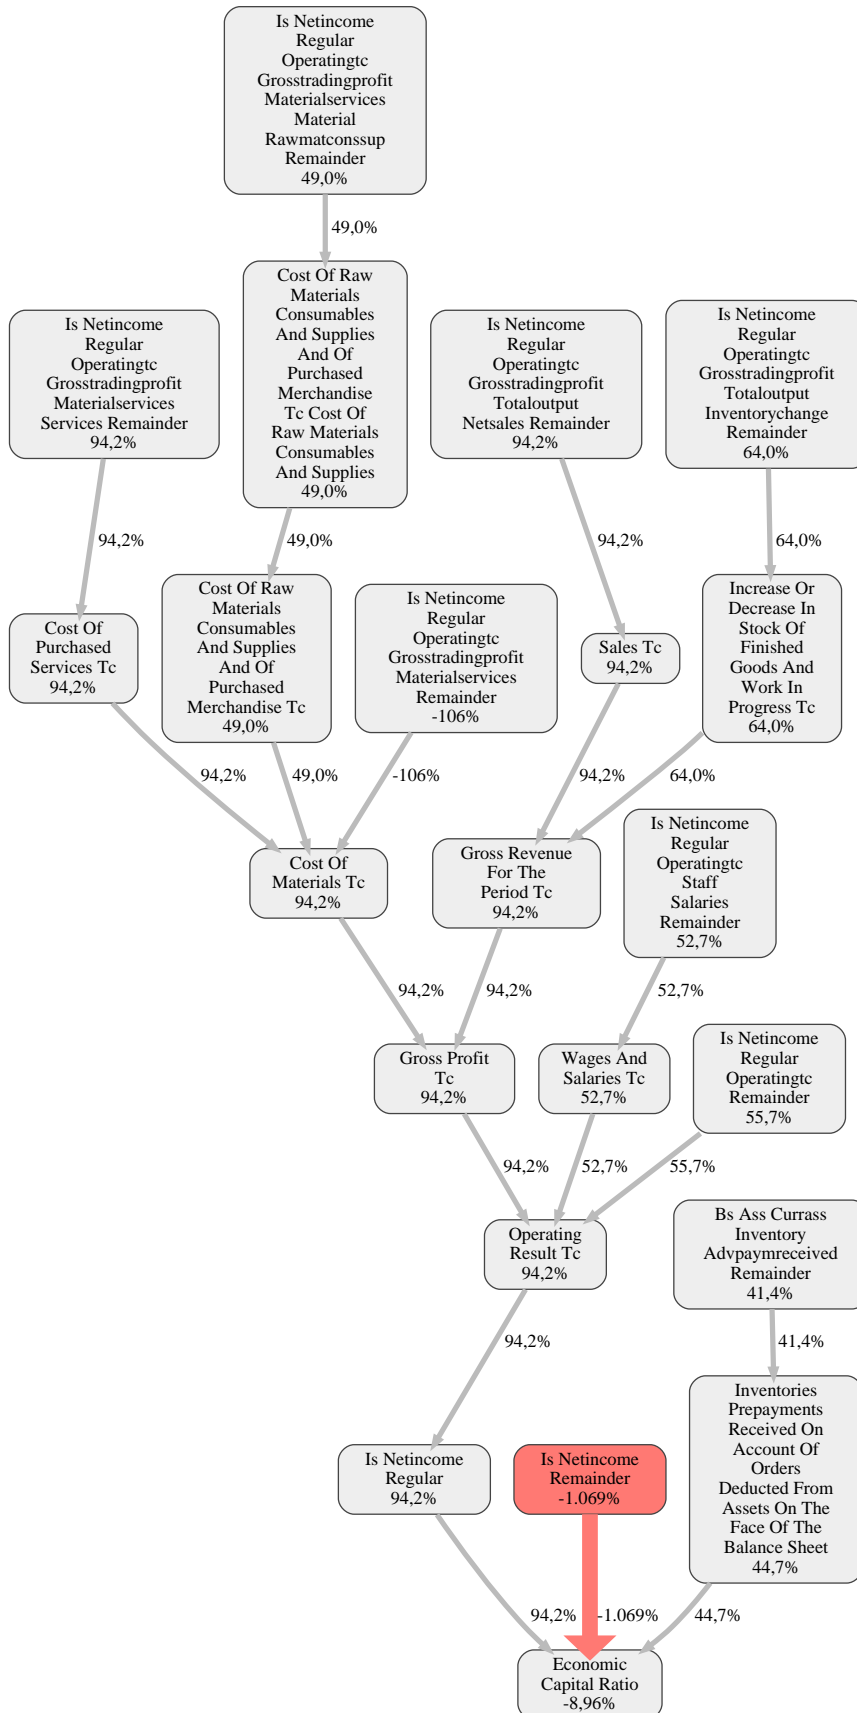 Is Netincome
Regular
Operatingtc
Grosstradingprofit
Materialservices
Material
Rawmatconssup
Remainder
49,0%
49,0%
Cost Of Raw
Materials
Consumables
And Supplies
And Of
Purchased
Merchandise
Tc Cost Of
Raw Materials
Consumables
And Supplies
49,0%
Is Netincome
Regular
Operatingtc
Grosstradingprofit
Materialservices
Services Remainder
94,2%
Is Netincome
Regular
Operatingtc
Grosstradingprofit
Totaloutput
Netsales Remainder
94,2%
Is Netincome
Regular
Operatingtc
Grosstradingprofit
Totaloutput
Inventorychange
Remainder
64,0%
94,2%
49,0%
94,2%
64,0%
Cost Of
Purchased
Services Tc
94,2%
Cost Of Raw
Materials
Consumables
And Supplies
And Of
Purchased
Merchandise Tc
49,0%
Is Netincome
Regular
Operatingtc
Grosstradingprofit
Materialservices
Remainder
-106%
Sales Tc
94,2%
Increase Or
Decrease In
Stock Of
Finished
Goods And
Work In
Progress Tc
64,0%
94,2%
49,0%
-106%
94,2%
64,0%
Cost Of
Materials Tc
94,2%
Gross Revenue
For The
Period Tc
94,2%
Is Netincome
Regular
Operatingtc
Staff
Salaries
Remainder
52,7%
94,2%
94,2%
52,7%
Gross Profit
Tc
94,2%
Wages And
Salaries Tc
52,7%
Is Netincome
Regular
Operatingtc
Remainder
55,7%
94,2%
52,7%
55,7%
Operating
Result Tc
94,2%
Bs Ass Currass
Inventory
Advpaymreceived
Remainder
41,4%
94,2%
41,4%
Is Netincome
Regular
94,2%
Is Netincome
Remainder
-1.069%
Inventories
Prepayments
Received On
Account Of
Orders
Deducted From
Assets On The
Face Of The
Balance Sheet
44,7%
94,2%
-1.069%
44,7%
Economic
Capital Ratio
-8,96%